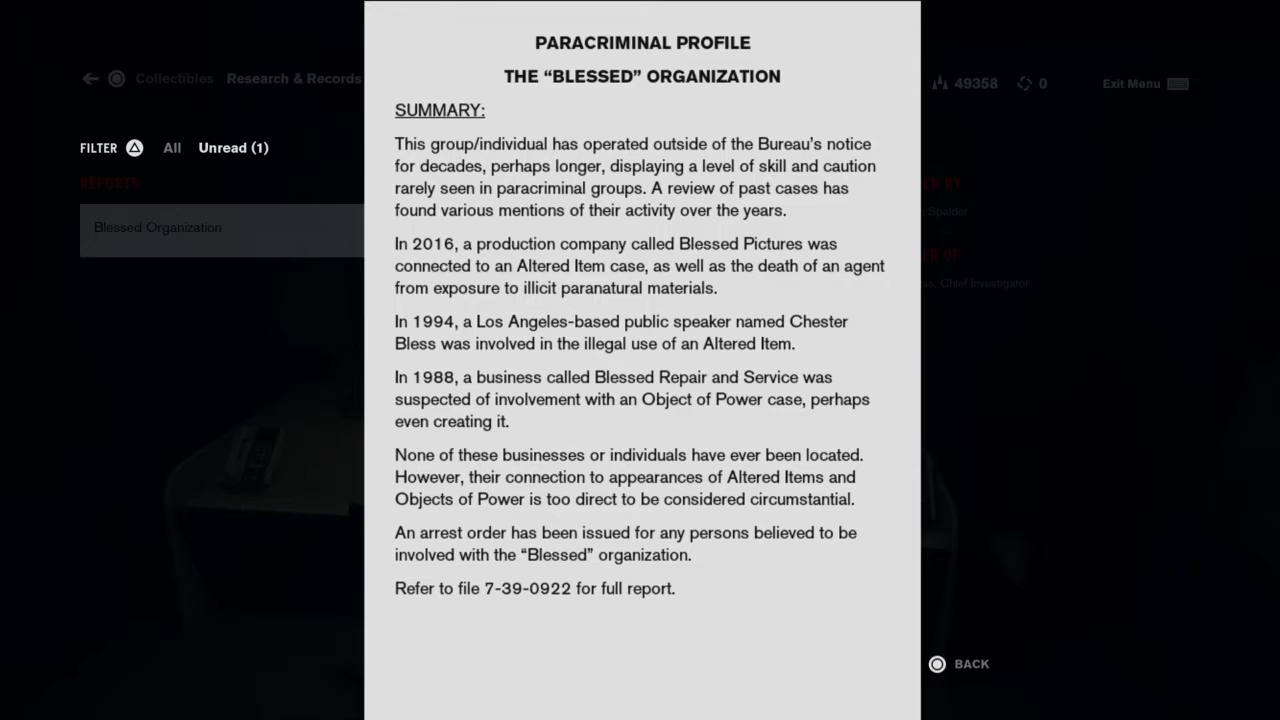 PARACRIMINAL PROFILE
THE “BLESSED” ORGANIZATION
Collectibles Research & Records
49358 0 Exit Menu
FILTER All Unread (1)
REPORTS
Blessed Organization
SUMMARY:
This group/individual has operated outside of the Bureau’s notice
for decades, perhaps longer, displaying a level of skill and caution
rarely seen in paracriminal groups. A review of past cases has
found various mentions of their activity over the years.
In 2016, a production company called Blessed Pictures was
connected to an Altered Item case, as well as the death of an agent
from exposure to illicit paranatural materials.
In 1994, a Los Angeles-based public speaker named Chester
Bless was involved in the illegal use of an Altered Item.
In 1988, a business called Blessed Repair and Service was
suspected of involvement with an Object of Power case, perhaps
even creating it.
None of these businesses or individuals have ever been located.
However, their connection to appearances of Altered Items and
Objects of Power is too direct to be considered circumstantial.
An arrest order has been issued for any persons believed to be
involved with the “Blessed” organization.
Refer to file 7-39-0922 for full report.
BY
Spalder
OF
Chief Investigator
BACK